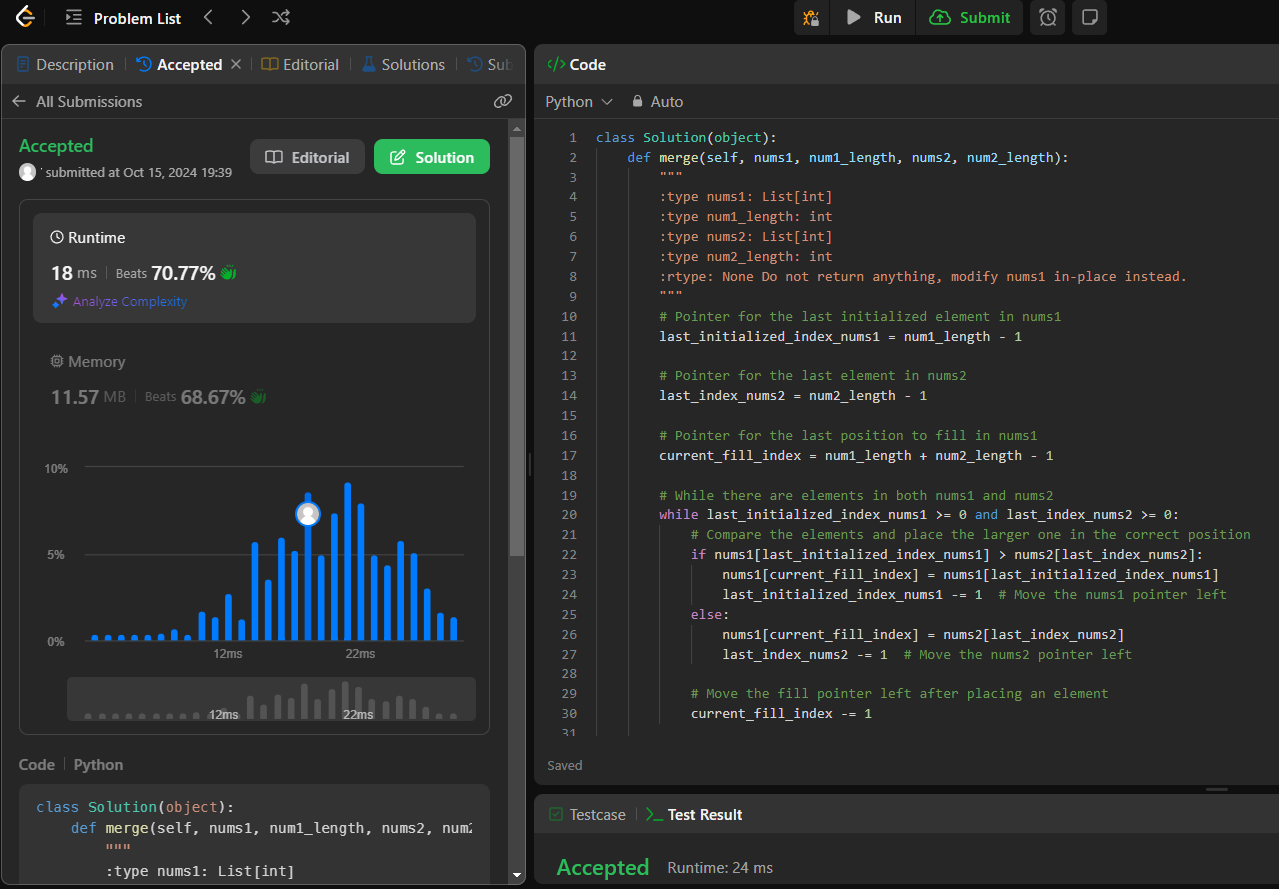 Problem List
Run
Submit
Description
Accepted
Editorial
Solutions
Sub
All Submissions
Accepted
submitted at Oct 15, 2024 19:39
Editorial
Solution
Runtime
18 ms
Beats 70.77%
Analyze Complexity
Memory
11.57 MB
Beats 68.67%
10%
5%
0%
12ms
22ms
12ms
22ms
Code
Python
class Solution(object):
def merge(self, nums1, num1_length, nums2, num2
"""
:type nums1: List[int]
</> Code
Python
Auto
1 class Solution(object):
2 def merge(self, nums1, num1_length, nums2, num2_length):
3 """
4 :type nums1: List[int]
5 :type num1_length: int
6 :type nums2: List[int]
7 :type num2_length: int
8 :rtype: None Do not return anything, modify nums1 in-place instead.
9 """
10 # Pointer for the last initialized element in nums1
11 last_initialized_index_nums1 = num1_length - 1
12
13 # Pointer for the last element in nums2
14 last_index_nums2 = num2_length - 1
15
16 # Pointer for the last position to fill in nums1
17 current_fill_index = num1_length + num2_length - 1
18
19 # While there are elements in both nums1 and nums2
20 while last_initialized_index_nums1 >= 0 and last_index_nums2 >= 0:
21 # Compare the elements and place the larger one in the correct position
22 if nums1[last_initialized_index_nums1] > nums2[last_index_nums2]:
23 nums1[current_fill_index] = nums1[last_initialized_index_nums1]
24 last_initialized_index_nums1 -= 1 # Move the nums1 pointer left
25 else:
26 nums1[current_fill_index] = nums2[last_index_nums2]
27 last_index_nums2 -= 1 # Move the nums2 pointer left
28
29 # Move the fill pointer left after placing an element
30 current_fill_index -= 1
31
Saved
Testcase
Test Result
Accepted
Runtime: 24 ms